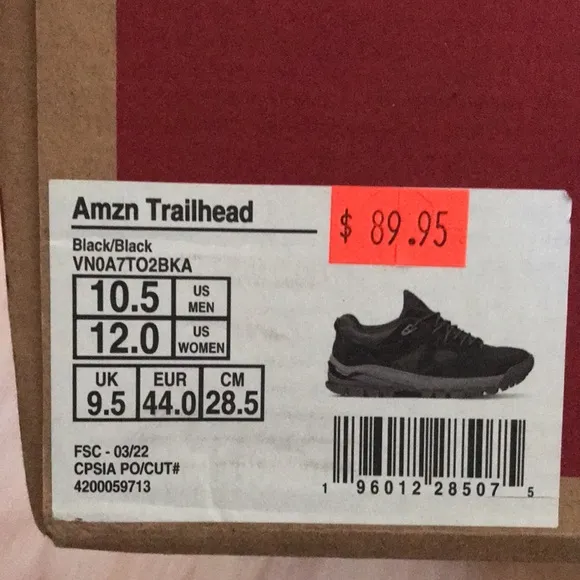 Amzn Trailhead
$ 89.95
Black/Black
VN0A7TO2BKA
10.5 US MEN
12.0 US WOMEN
UK EUR CM
9.5 44.0 28.5
FSC - 03/22
CPSIA PO/CUT#
4200059713
1 96012 28507 5